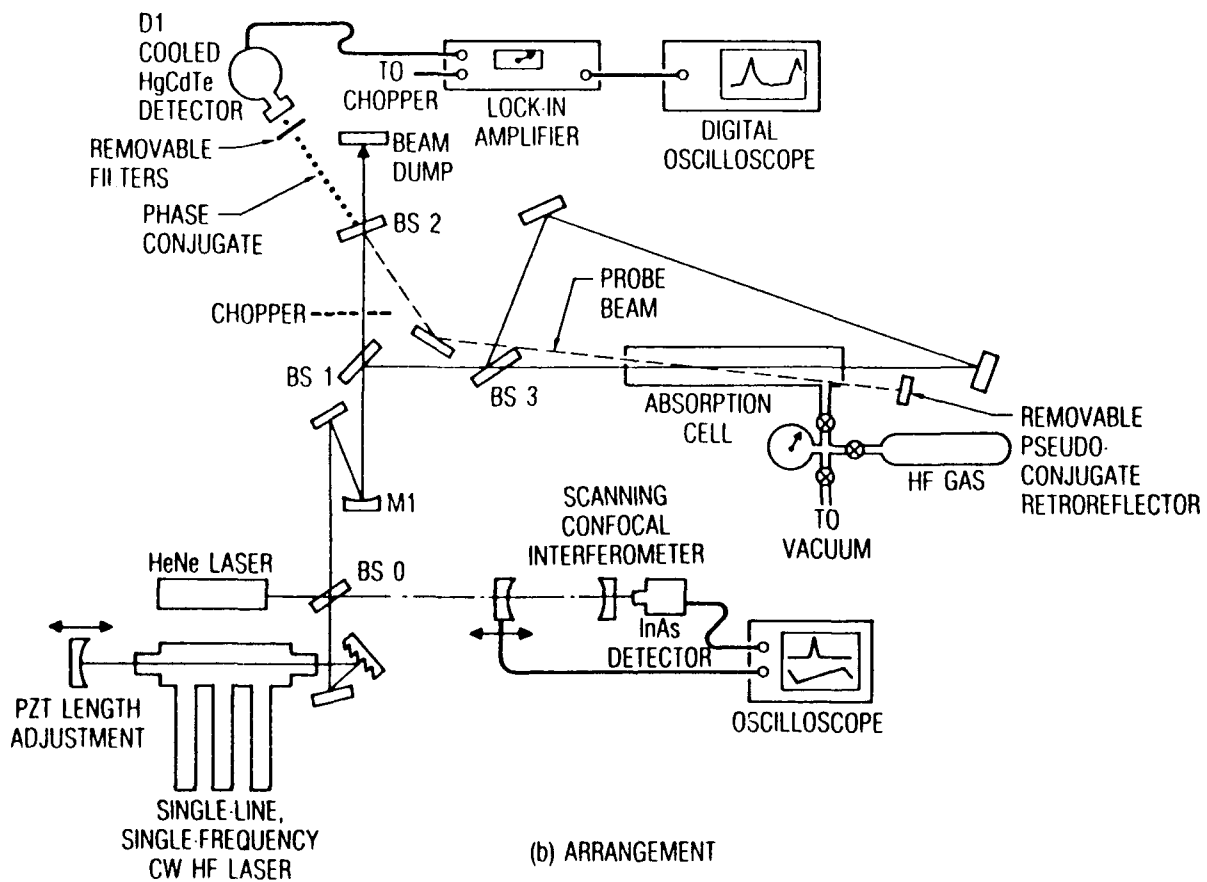 D1
COOLED
HgCdTe
DETECTOR
TO
CHOPPER
LOCK-IN
AMPLIFIER
DIGITAL
OSCILLOSCOPE
REMOVABLE
FILTERS
BEAM
DUMP
PHASE
CONJUGATE
BS 2
PROBE
BEAM
CHOPPER
BS 1
BS 3
ABSORPTION
CELL
REMOVABLE
PSEUDO-
CONJUGATE
RETROREFLECTOR
HF GAS
TO
VACUUM
M1
SCANNING
CONFOCAL
INTERFEROMETER
HeNe LASER
BS 0
InAs
DETECTOR
OSCILLOSCOPE
PZT LENGTH
ADJUSTMENT
SINGLE-LINE,
SINGLE-FREQUENCY
CW HF LASER
(b) ARRANGEMENT